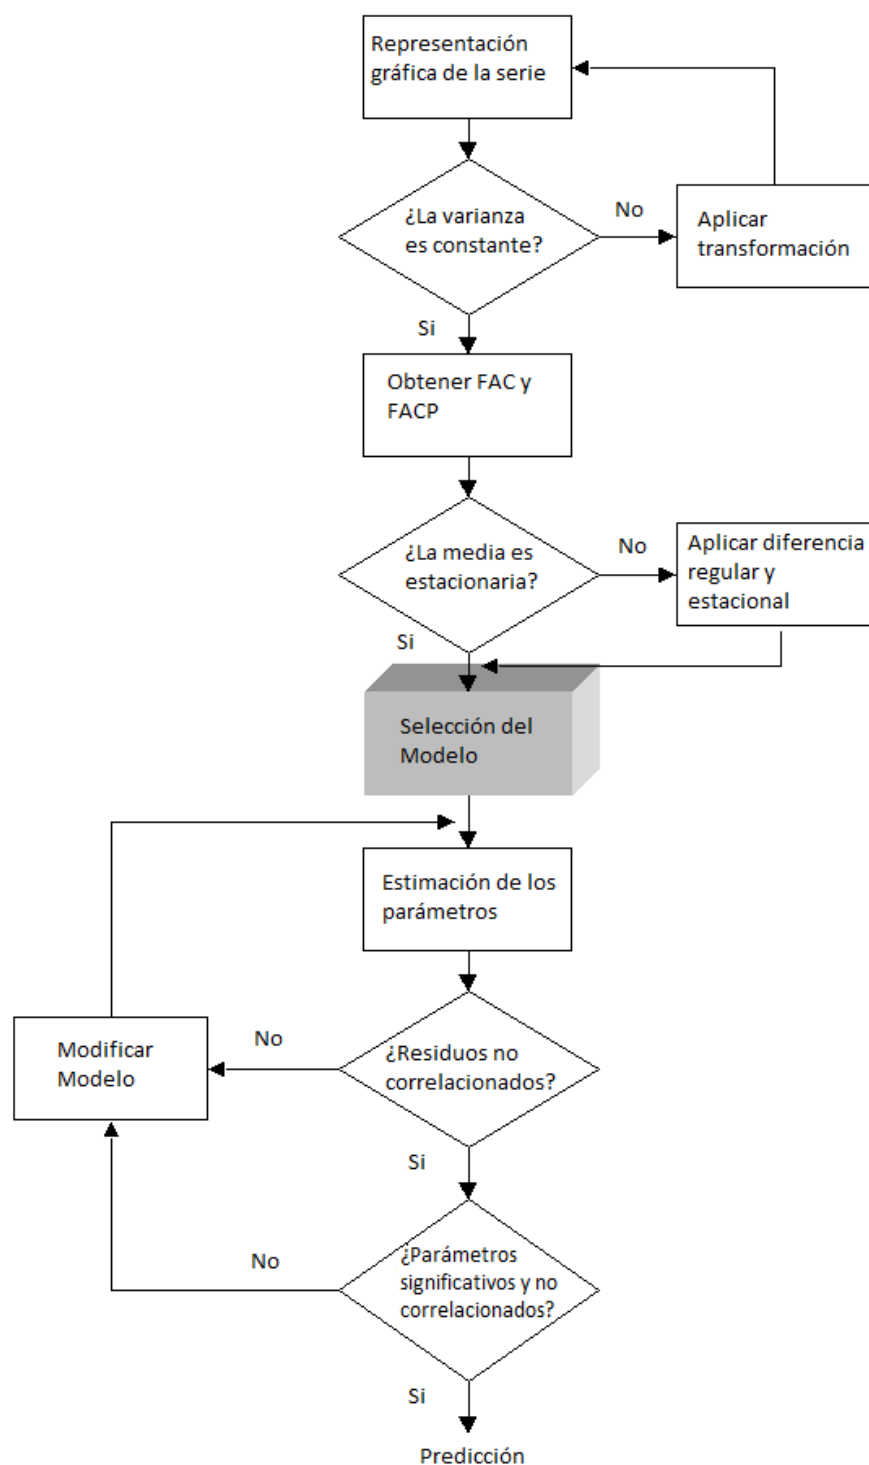 Representación
gráfica de la serie
¿La varianza
es constante?
No
Aplicar
transformación
Si
Obtener FAC y
FACP
¿La media es
estacionaria?
No
Aplicar diferencia
regular y
estacional
Si
Selección del
Modelo
Estimación de los
parámetros
¿Residuos no
correlacionados?
No
Modificar
Modelo
Si
¿Parámetros
significativos y no
correlacionados?
No
Si
Predicción